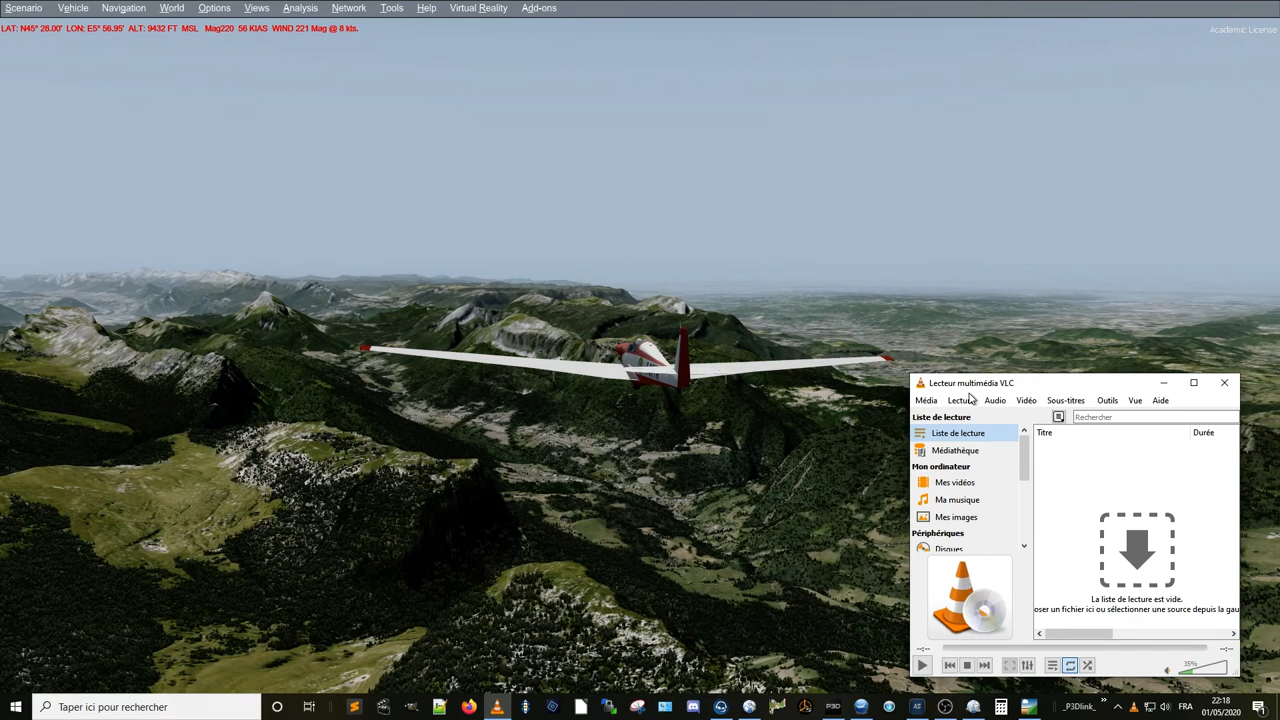 Scenario Vehicle Navigation World Options Views Analysis Network Tools Help Virtual Reality Add-ons
LAT: N45° 28.00' LON: E5° 56.95' ALT: 9432 FT MSL Mag220 56 KIAS WIND 221 Mag @ 8 kts.
Academic License
Lecteur multimédia VLC
Média Lecture Audio Vidéo Sous-titres Outils Vue Aide
Liste de lecture
Rechercher
Liste de lecture
Titre Durée
Médiathèque
Mon ordinateur
Mes vidéos
Ma musique
Mes images
Périphériques
Disques
La liste de lecture est vide.
oser un fichier ici ou sélectionner une source depuis la gau
--:-- --:--
35%
Taper ici pour rechercher
P3D
_P3Dlink_
FRA
22:18
01/05/2020
1